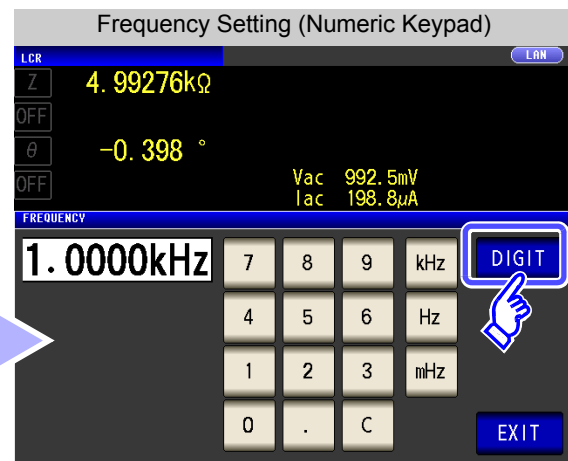 Frequency Setting (Numeric Keypad)
LCR LAN
Z 4.99276kΩ
OFF
θ -0.398 °
OFF Vac 992.5mV
Iac 198.8μA
FREQUENCY
1.0000kHz 7 8 9 kHz DIGIT
4 5 6 Hz
1 2 3 mHz
0 . C EXIT